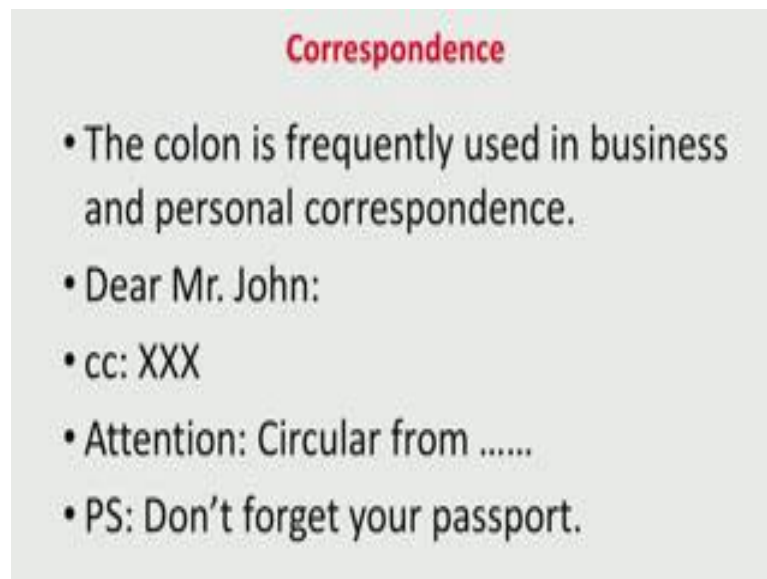 Correspondence
• The colon is frequently used in business
and personal correspondence.
• Dear Mr. John:
• cc: XXX
• Attention: Circular from ......
• PS: Don’t forget your passport.